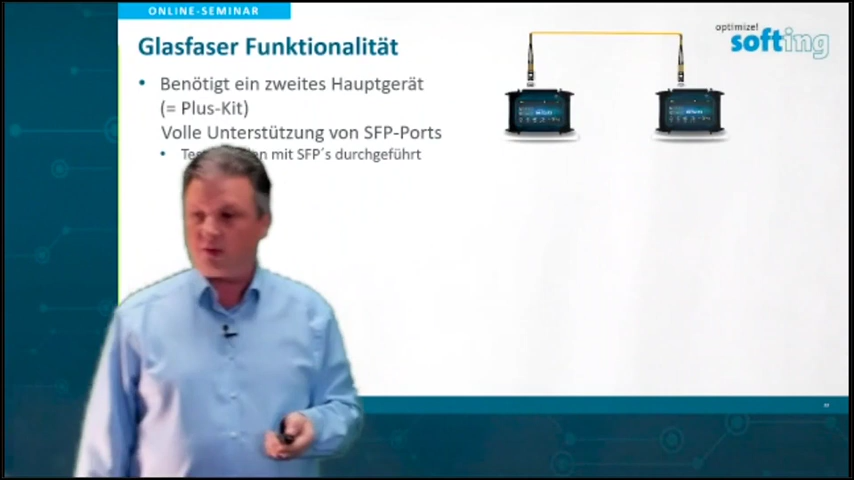 ONLINE-SEMINAR
optimize!
softing
Glasfaser Funktionalität
• Benötigt ein zweites Hauptgerät
(= Plus-Kit)
Volle Unterstützung von SFP-Ports
• mit SFP´s durchgeführt